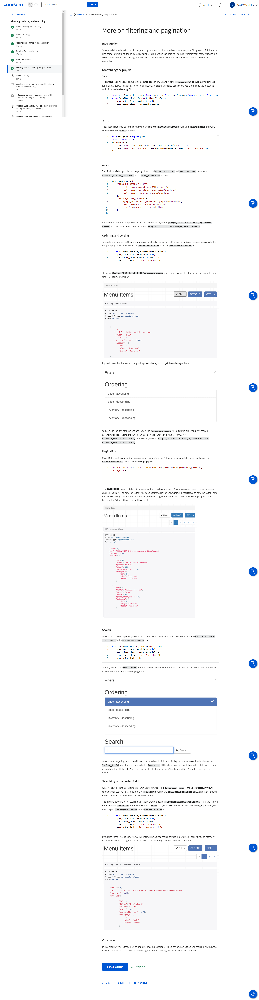 coursera
Search in course
Search
English
R
RAJARAJAN.R.R.N....
Hide menu
Filtering, ordering and searching
Video: Filtering and searching
6 min
Video: Ordering
4 min
Reading: Importance of data validation
18 min
Reading: Data sanitization
15 min
Video: Pagination
4 min
Reading: More on filtering and pagination
15 min
Video: Caching
4 min
Lab: Exercise: Restaurant menu API - filtering,
ordering and searching
1h
Reading: Solution: Restaurant menu API -
filtering, ordering and searching
30 min
Practice Quiz: Self review: Restaurant menu API -
filtering, ordering and searching
9 min
Practice Quiz: Knowledge check: Essential API
Week 3
More on filtering and pagination
Previous
Next
More on filtering and pagination
Introduction
You already know how to use filtering and pagination using function-based views in your DRF project. But, there are
also some interesting filtering classes available in DRF which can help you to quickly implement these features in a
class-based view. In this reading, you will learn how to use these built-in classes for filtering, searching and
pagination.
Scaffolding the project
Step 1
To scaffold the project you have to use a class-based view extending the ModelViewSet to quickly implement a
functional CRUD API endpoint for the menu items. To create this class-based view you should add the following
code lines in the views.py file.
1 from rest_framework.response import Response from rest_framework import viewsets from .mode
2 class MenuItemsViewSet(viewsets.ModelViewSet):
3 queryset = MenuItem.objects.all()
4 serializer_class = MenuItemSerializer
Step 2
The second step is to open the urls.py file and map the MenuItemViewSet class to the menu-items endpoint.
You only map the GET methods.
1 from django.urls import path
2 from . import views
3 urlpatterns = [
4 path('menu-items',views.MenuItemsViewSet.as_view({'get':'list'})),
5 path('menu-items/<int:pk>',views.MenuItemsViewSet.as_view({'get':'retrieve'})),
6 ]
Step 3
The final step is to open the settings.py file and add OrderingFilter and SearchFilter classes as
DEFAULT_FILTER_BACKENDS in the REST_FRAMEWORK section.
1 REST_FRAMEWORK = {
2 'DEFAULT_RENDERER_CLASSES': [
3 'rest_framework.renderers.JSONRenderer',
4 'rest_framework.renderers.BrowsableAPIRenderer',
5 'rest_framework_xml.renderers.XMLRenderer',
6 ],
7 'DEFAULT_FILTER_BACKENDS': [
8 'django_filters.rest_framework.DjangoFilterBackend',
9 'rest_framework.filters.OrderingFilter',
10 'rest_framework.filters.SearchFilter',
11 ],
12 }
After completing these steps you can list all menu items by visiting http://127.0.0.1:8000/api/menu-
items and any single menu item by visiting http://127.0.0.1:8000/api/menu-items/1.
Ordering and sorting
To implement sorting by the price and inventory fields you can use DRF's built-in ordering classes. You can do this
by specifying these two fields in the ordering_fields list in the MenuItemsViewSet class.
1 class MenuItemsViewSet(viewsets.ModelViewSet):
2 queryset = MenuItem.objects.all()
3 serializer_class = MenuItemSerializer
4 ordering_fields=['price','inventory']
If you visit http://127.0.0.1:8000/api/menu-items you'd notice a new filter button on the top right-hand
side like in this screenshot.
Menu Items
Menu Items
Filters
OPTIONS
GET
GET /api/menu-items
HTTP 200 OK
Allow: GET, HEAD, OPTIONS
Content-Type: application/json
Vary: Accept
[
{
"id": 1,
"title": "Butter Scotch Icecream",
"price": "2.95",
"stock": 100,
"price_after_tax": 3.245,
"category": {
"id": 1,
"slug": "icecream",
"title": "IceCream"
}
},
If you click on that button, a popup will appear where you can get the ordering options.
Filters
×
Ordering
price - ascending
price - descending
inventory - ascending
inventory - descending
You can click on any of these options to sort the /api/menu-items API output by order and inventory in
ascending or descending order. You can also sort the output by both fields by using
ordering=price,inventory query string, like this: http://127.0.0.1:8000/api/menu-items?
ordering=price,inventory.
Pagination
Using DRF's built-in pagination classes makes paginating the API result very easy. Add these two lines in the
REST_FRAMEWORK section in the settings.py file.
1 'DEFAULT_PAGINATION_CLASS': 'rest_framework.pagination.PageNumberPagination',
2 'PAGE_SIZE': 2
The PAGE_SIZE property tells DRF how many items to show per page. Now if you were to visit the menu items
endpoint you'd notice how the output has been paginated in the browsable API interface, and how the output data
format has changed. Under the filter button, there are page numbers as well. Only two records per page show
because that's the setting in the settings.py file.
Menu Items
Menu Items
Filters
OPTIONS
GET
« 1 2 3 4 »
GET /api/menu-items
HTTP 200 OK
Allow: GET, HEAD, OPTIONS
Content-Type: application/json
Vary: Accept
{
"count": 8,
"next": "http://127.0.0.1:8000/api/menu-items?page=2",
"previous": null,
"results": [
{
"id": 1,
"title": "Butter Scotch Icecream",
"price": "2.95",
"stock": 100,
"price_after_tax": 3.245,
"category": {
"id": 1,
"slug": "icecream",
"title": "IceCream"
}
},
{
"id": 2,
"title": "Vanilla Icecream",
"price": "1.95",
"stock": 50,
"price_after_tax": 2.145,
"category": {
"id": 1,
"slug": "icecream",
"title": "IceCream"
}
}
]
}
Search
You can add search capability so that API clients can search by title field. To do that, you add search_fields=
['title'] in the MenuItemsViewSet class.
1 class MenuItemsViewSet(viewsets.ModelViewSet):
2 queryset = MenuItem.objects.all()
3 serializer_class = MenuItemSerializer
4 ordering_fields=['price','inventory']
5 search_fields=['title']
When you open the menu-items endpoint and click on the filter button there will be a new search field. You can
use both ordering and searching together.
Filters
×
Ordering
price - ascending
price - descending
inventory - ascending
inventory - descending
Search
Search
You can type anything, and DRF will search inside the title field and display the output accordingly. The default
lookup_field value for searching in DRF is icontains. If the client searches for ILLA it will match every menu
item where the title has ILLA in a case-insensitive fashion. So both Vanilla and VANILLA would come up as search
results.
Searching in the nested fields
What if the API client also wants to search a category title, like Icecream or main? In the serializers.py file, the
category was set as a related field to the MenuItem model in the MenuItemSerializer class, and the clients will
be searching in the title field of the category model.
The naming convention for searching in the related model is, RelatedModelName_FieldName. Here, the related
model name is category and the field name is title. So, to search in the title field of the category model, you
need to pass category__title in the search_fields list.
1 class MenuItemsViewSet(viewsets.ModelViewSet):
2 queryset = MenuItem.objects.all()
3 serializer_class = MenuItemSerializer
4 ordering_fields=['price','inventory']
5 search_fields=['title','category__title']
By adding these lines of code, the API clients will be able to search for text in both menu item titles and category
titles. Notice that the pagination and ordering still work together with the search feature.
Menu Items
Filters
OPTIONS
GET
« 1 2 »
GET /api/menu-items?search=main
HTTP 200 OK
Allow: GET, HEAD, OPTIONS
Content-Type: application/json
Vary: Accept
{
"count": 4,
"next": "http://127.0.0.1:8000/api/menu-items?page=2&search=main",
"previous": null,
"results": [
{
"id": 9,
"title": "Beef Steak",
"price": "2.50",
"stock": 100,
"price_after_tax": 2.75,
"category": {
"id": 2,
"slug": "main",
"title": "Main"
}
},
Conclusion
In this reading, you learned how to implement complex features like filtering, pagination and searching with just a
few lines of code in a class-based view using the built-in filtering and pagination classes in DRF.
Go to next item
Completed
Like
Dislike
Report an issue